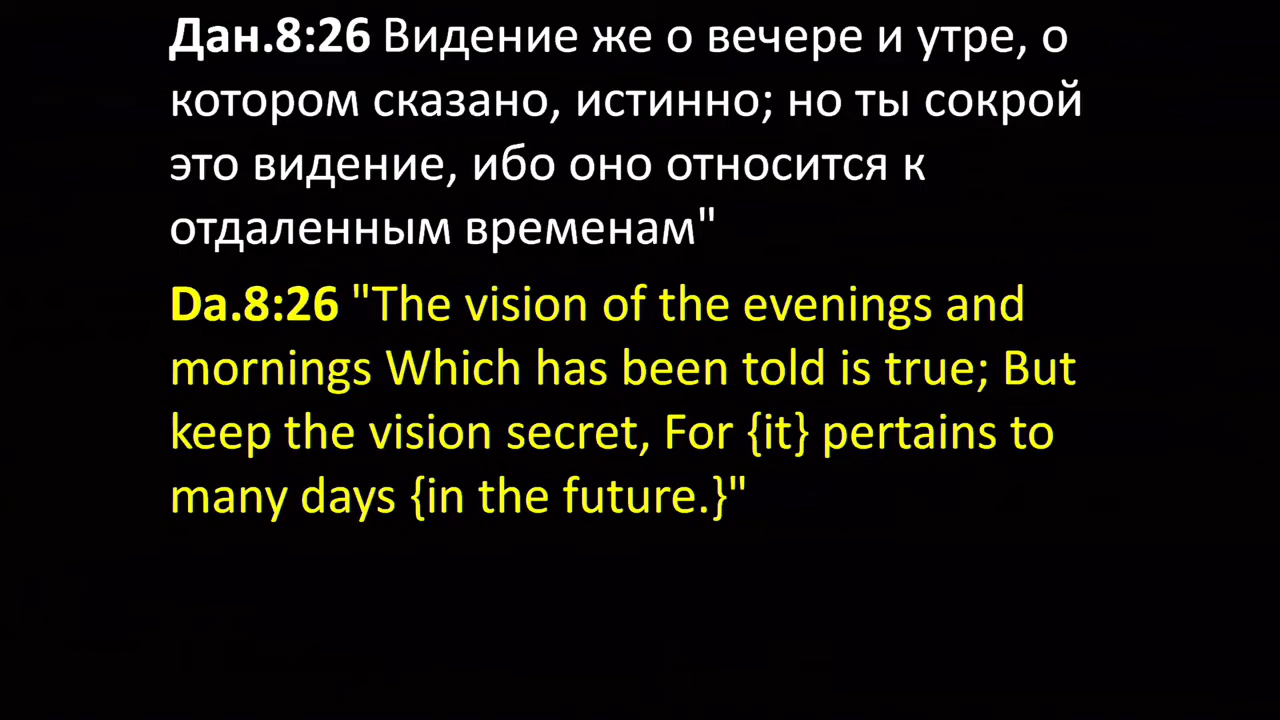 Дан.8:26 Видение же о вечере и утре, о
котором сказано, истинно; но ты сокрой
это видение, ибо оно относится к
отдаленным временам"
Da.8:26 "The vision of the evenings and
mornings Which has been told is true; But
keep the vision secret, For {it} pertains to
many days {in the future.}"